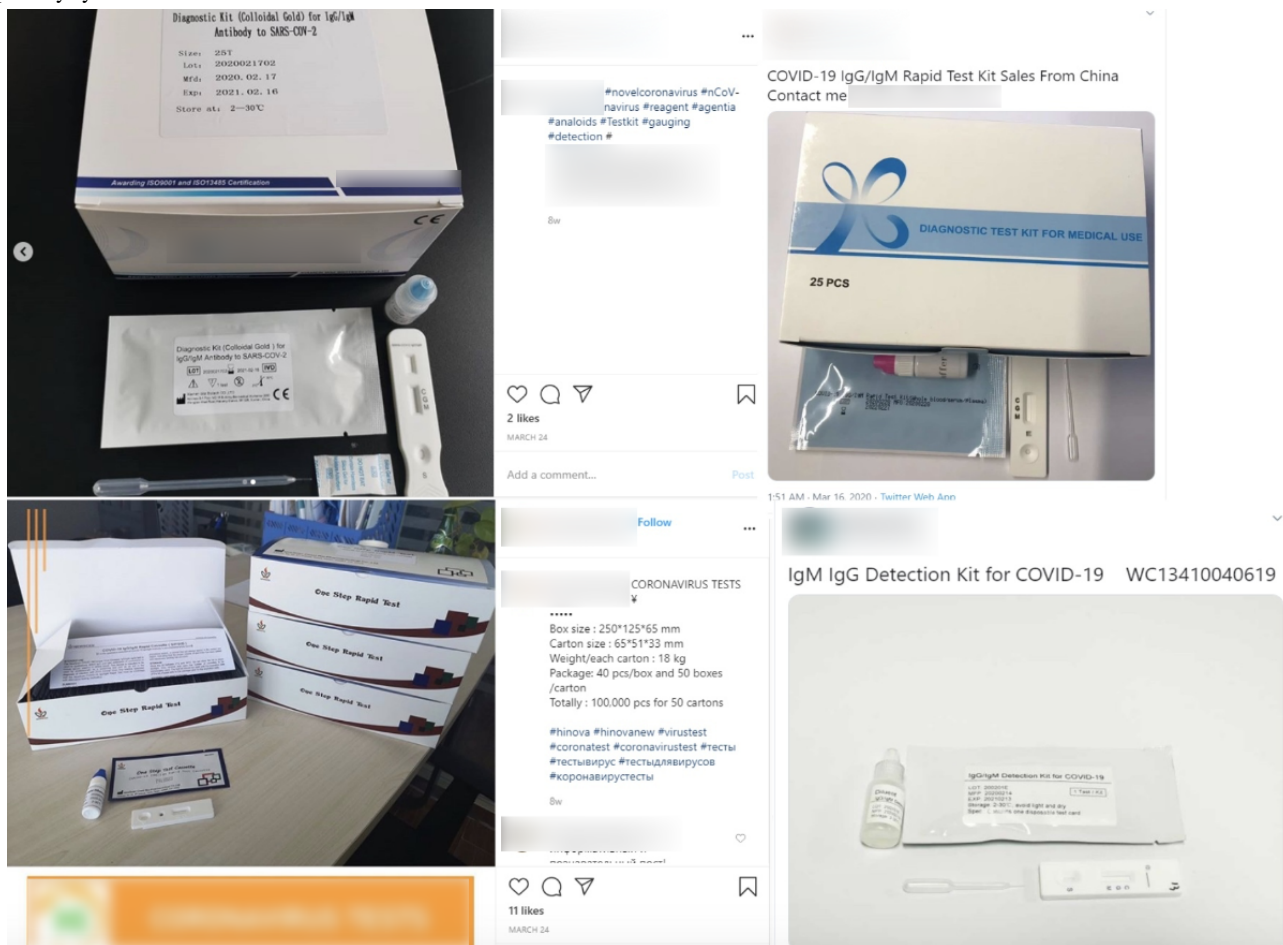 Diagnostic Kit (Colloidal Gold) for IgG/IgM
Antibody to SARS-COV-2
Size: 25T
Lot: 2020021702
Mfd: 2020.02.17
Exp: 2021.02.16
Store at: 2—30℃
Awarding ISO9001 and ISO13485 Certification
CE
Diagnostic Kit (Colloidal Gold) for
IgG/IgM Antibody to SARS-COV-2
LOT
IVD
CE
C
G
M
S
#novelcoronavirus #nCoV-
navirus #reagent #agentia
#analoids #Testkit #gauging
#detection #
8w
2 likes
MARCH 24
Add a comment...
Post
COVID-19 IgG/IgM Rapid Test Kit Sales From China
Contact me
DIAGNOSTIC TEST KIT FOR MEDICAL USE
25 PCS
C
G
M
1:51 AM · Mar 16, 2020 · Twitter Web App
One Step Rapid Test
One Step Rapid Test
One Step Rapid Test
One Step Rapid Test
One Step Test Cassette
Follow
CORONAVIRUS TESTS
¥
•••••
Box size : 250*125*65 mm
Carton size : 65*51*33 mm
Weight/each carton : 18 kg
Package: 40 pcs/box and 50 boxes
/carton
Totally : 100.000 pcs for 50 cartons
#hinova #hinovanew #virustest
#coronatest #coronavirustest #тесты
#тествирус #тестыдлявирусов
#коронавирустесты
8w
11 likes
MARCH 24
IgM IgG Detection Kit for COVID-19 WC13410040619
IgG/IgM Detection Kit for COVID-19
1 Test / Kit